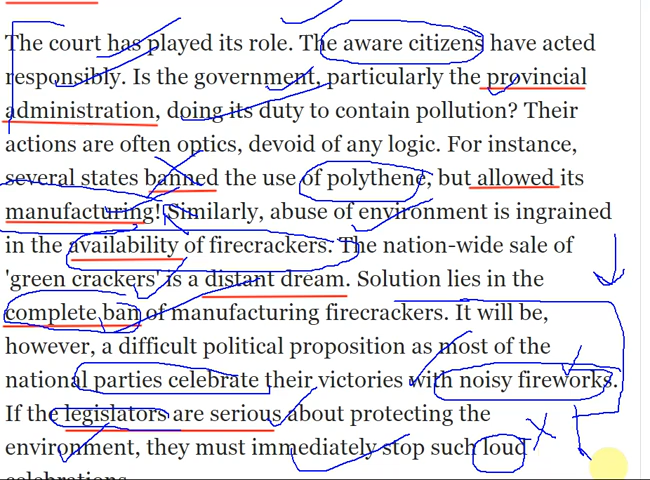 The court has played its role. The aware citizens have acted
responsibly. Is the government, particularly the provincial
administration, doing its duty to contain pollution? Their
actions are often optics, devoid of any logic. For instance,
several states banned the use of polythene, but allowed its
manufacturing! Similarly, abuse of environment is ingrained
in the availability of firecrackers. The nation-wide sale of
'green crackers' is a distant dream. Solution lies in the
complete ban of manufacturing firecrackers. It will be,
however, a difficult political proposition as most of the
national parties celebrate their victories with noisy fireworks.
If the legislators are serious about protecting the
environment, they must immediately stop such loud
celebrations